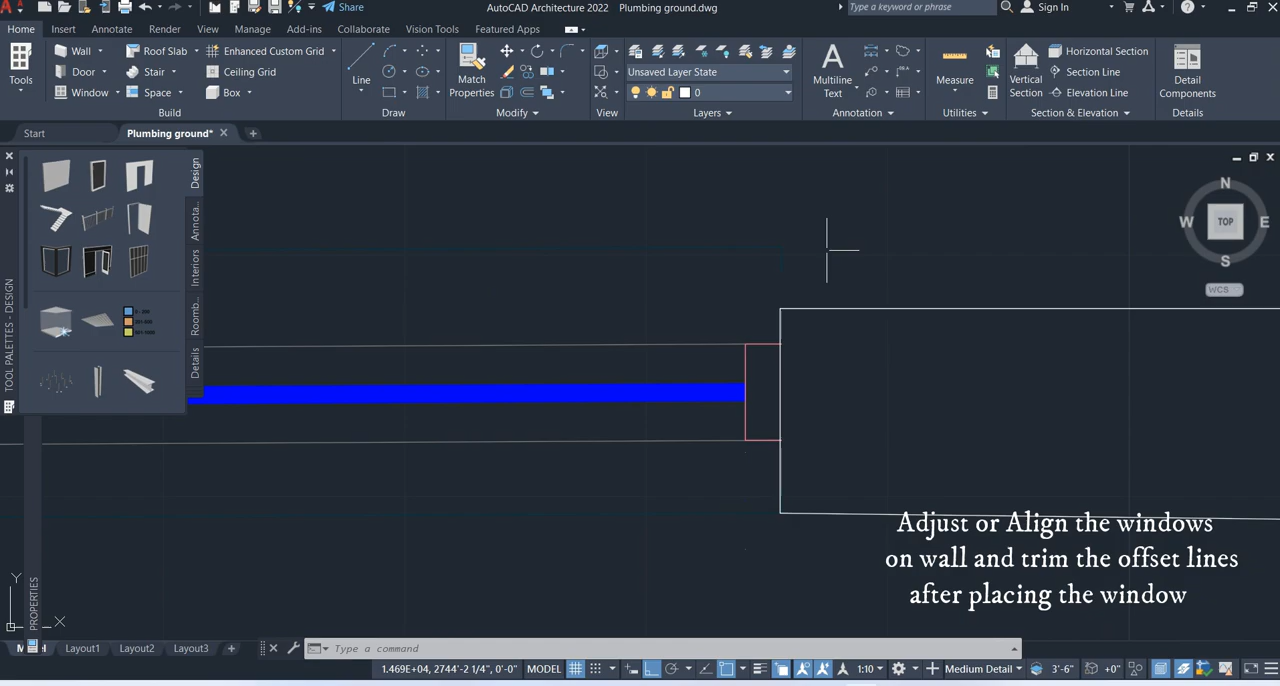 AutoCAD Architecture 2022 Plumbing ground.dwg
Share
Type a keyword or phrase
Sign In
Home Insert Annotate Render View Manage Add-ins Collaborate Vision Tools Featured Apps
Tools
Wall Roof Slab Enhanced Custom Grid
Door Stair Ceiling Grid
Window Space Box
Build
Line
Draw
Match Properties
Modify
View
Unsaved Layer State
0
Layers
Multiline Text
Annotation
Measure
Utilities
Vertical Section
Horizontal Section
Section Line
Elevation Line
Section & Elevation
Detail Components
Details
Start Plumbing ground*
Design
Annota...
Interiors
Roomb...
Details
TOOL PALETTES - DESIGN
PROPERTIES
N
W TOP E
S
WCS
Adjust or Align the windows
on wall and trim the offset lines
after placing the window
Y
X
Layout1 Layout2 Layout3
Type a command
1.469E+04, 2744'-2 1/4", 0'-0" MODEL 1:10 Medium Detail 3'-6" +0"